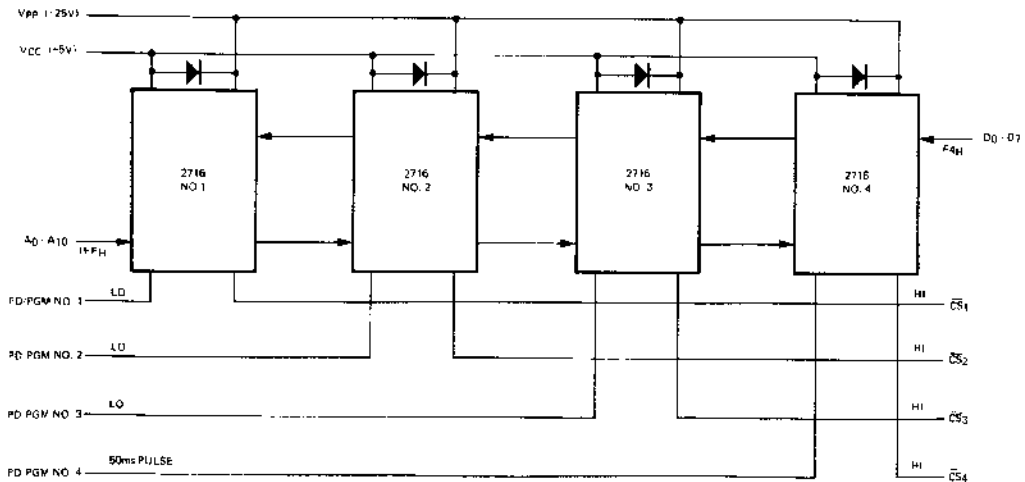 VPP (+25V)
VCC (+5V)
2716
NO. 1
2716
NO. 2
2716
NO. 3
2716
NO. 4
D0 - D7
A0 - A10
PD/PGM NO. 1
LO
HI
CS1
PD PGM NO. 2
LO
HI
CS2
PD PGM NO. 3
LO
HI
CS3
PD PGM NO. 4
50ms PULSE
HI
CS4